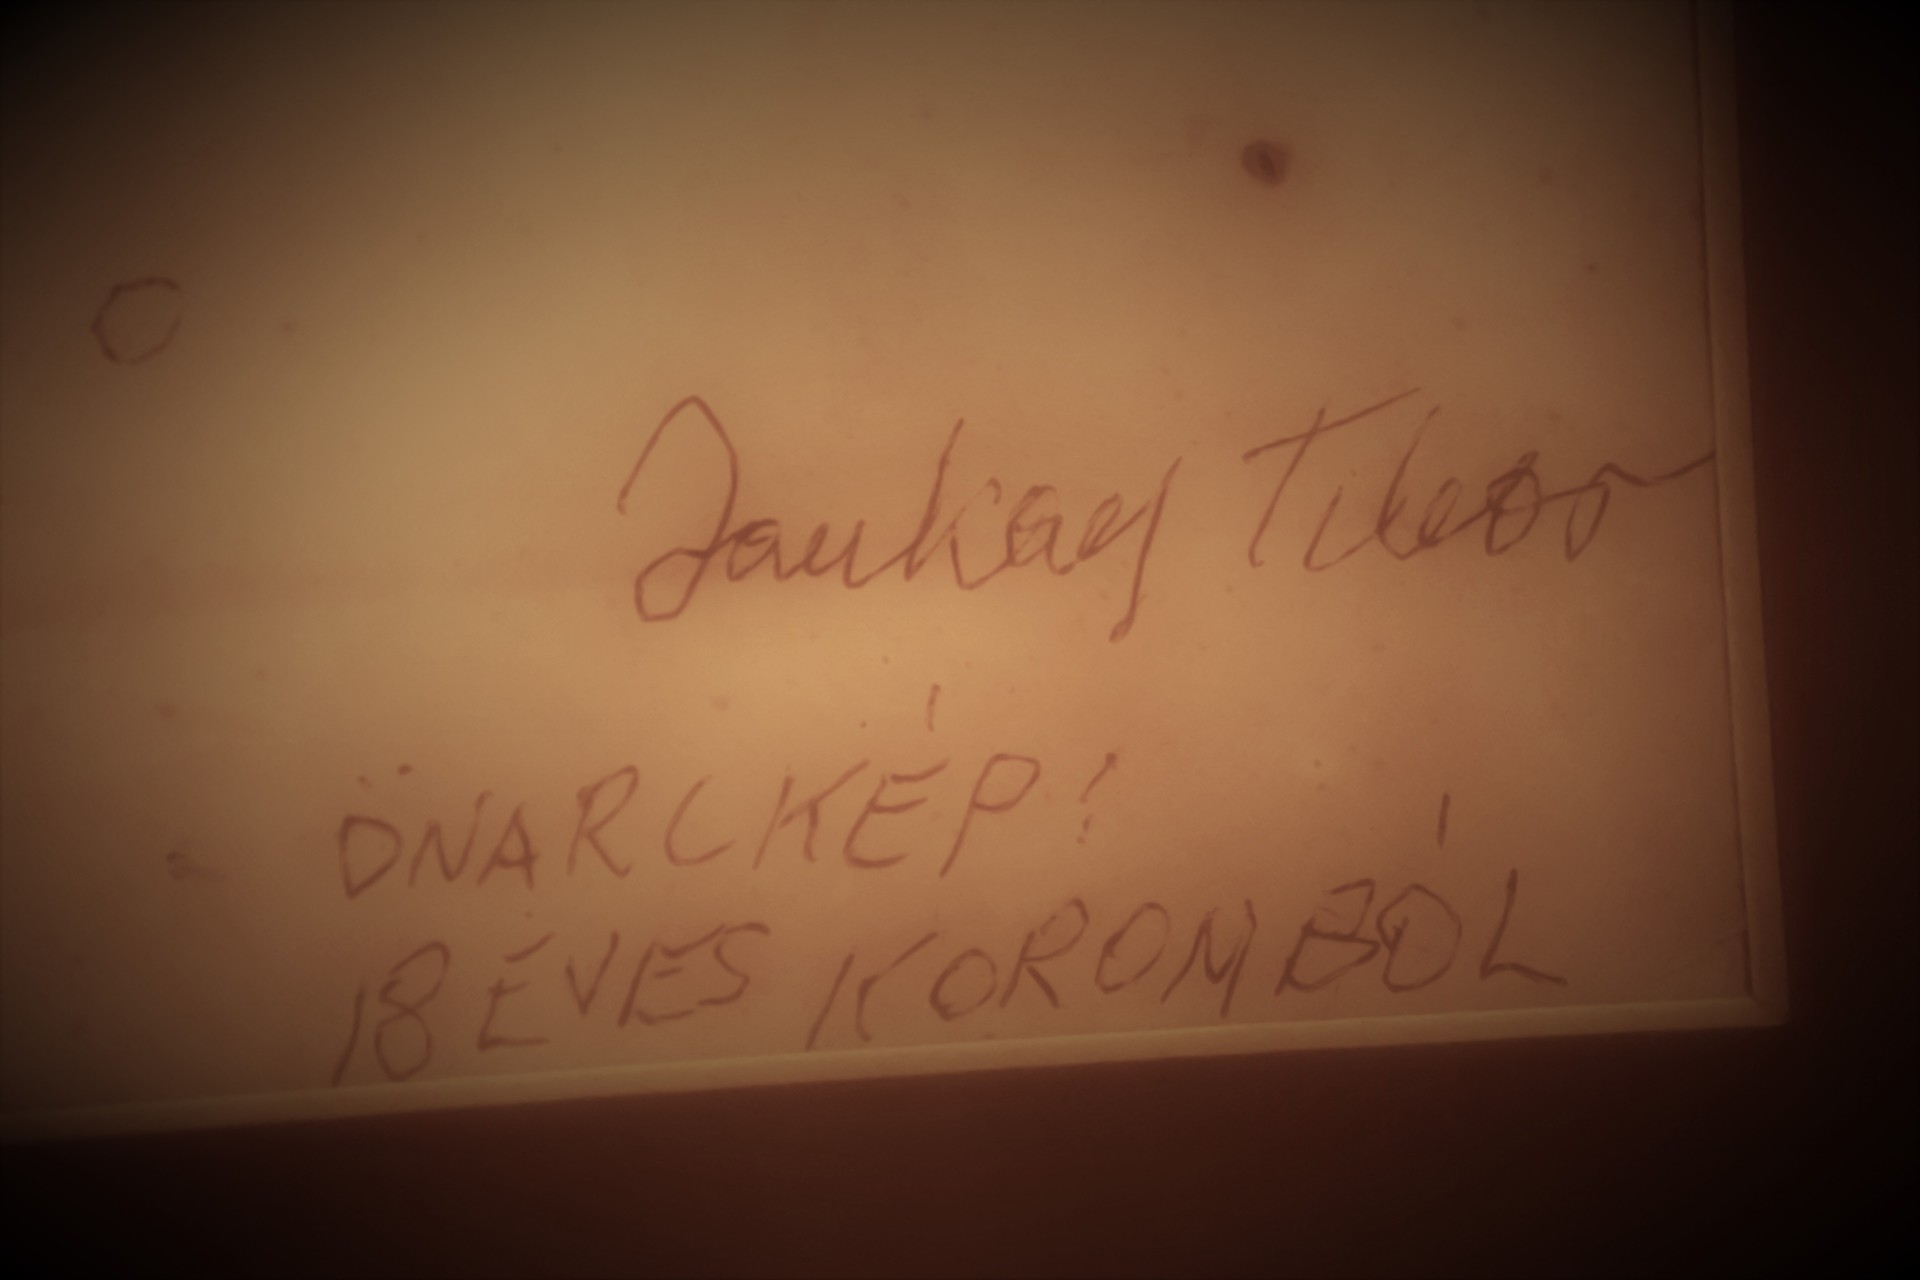 Jankay Tibor
ÖNARCKÉP!
18 ÉVES KOROMBÓL